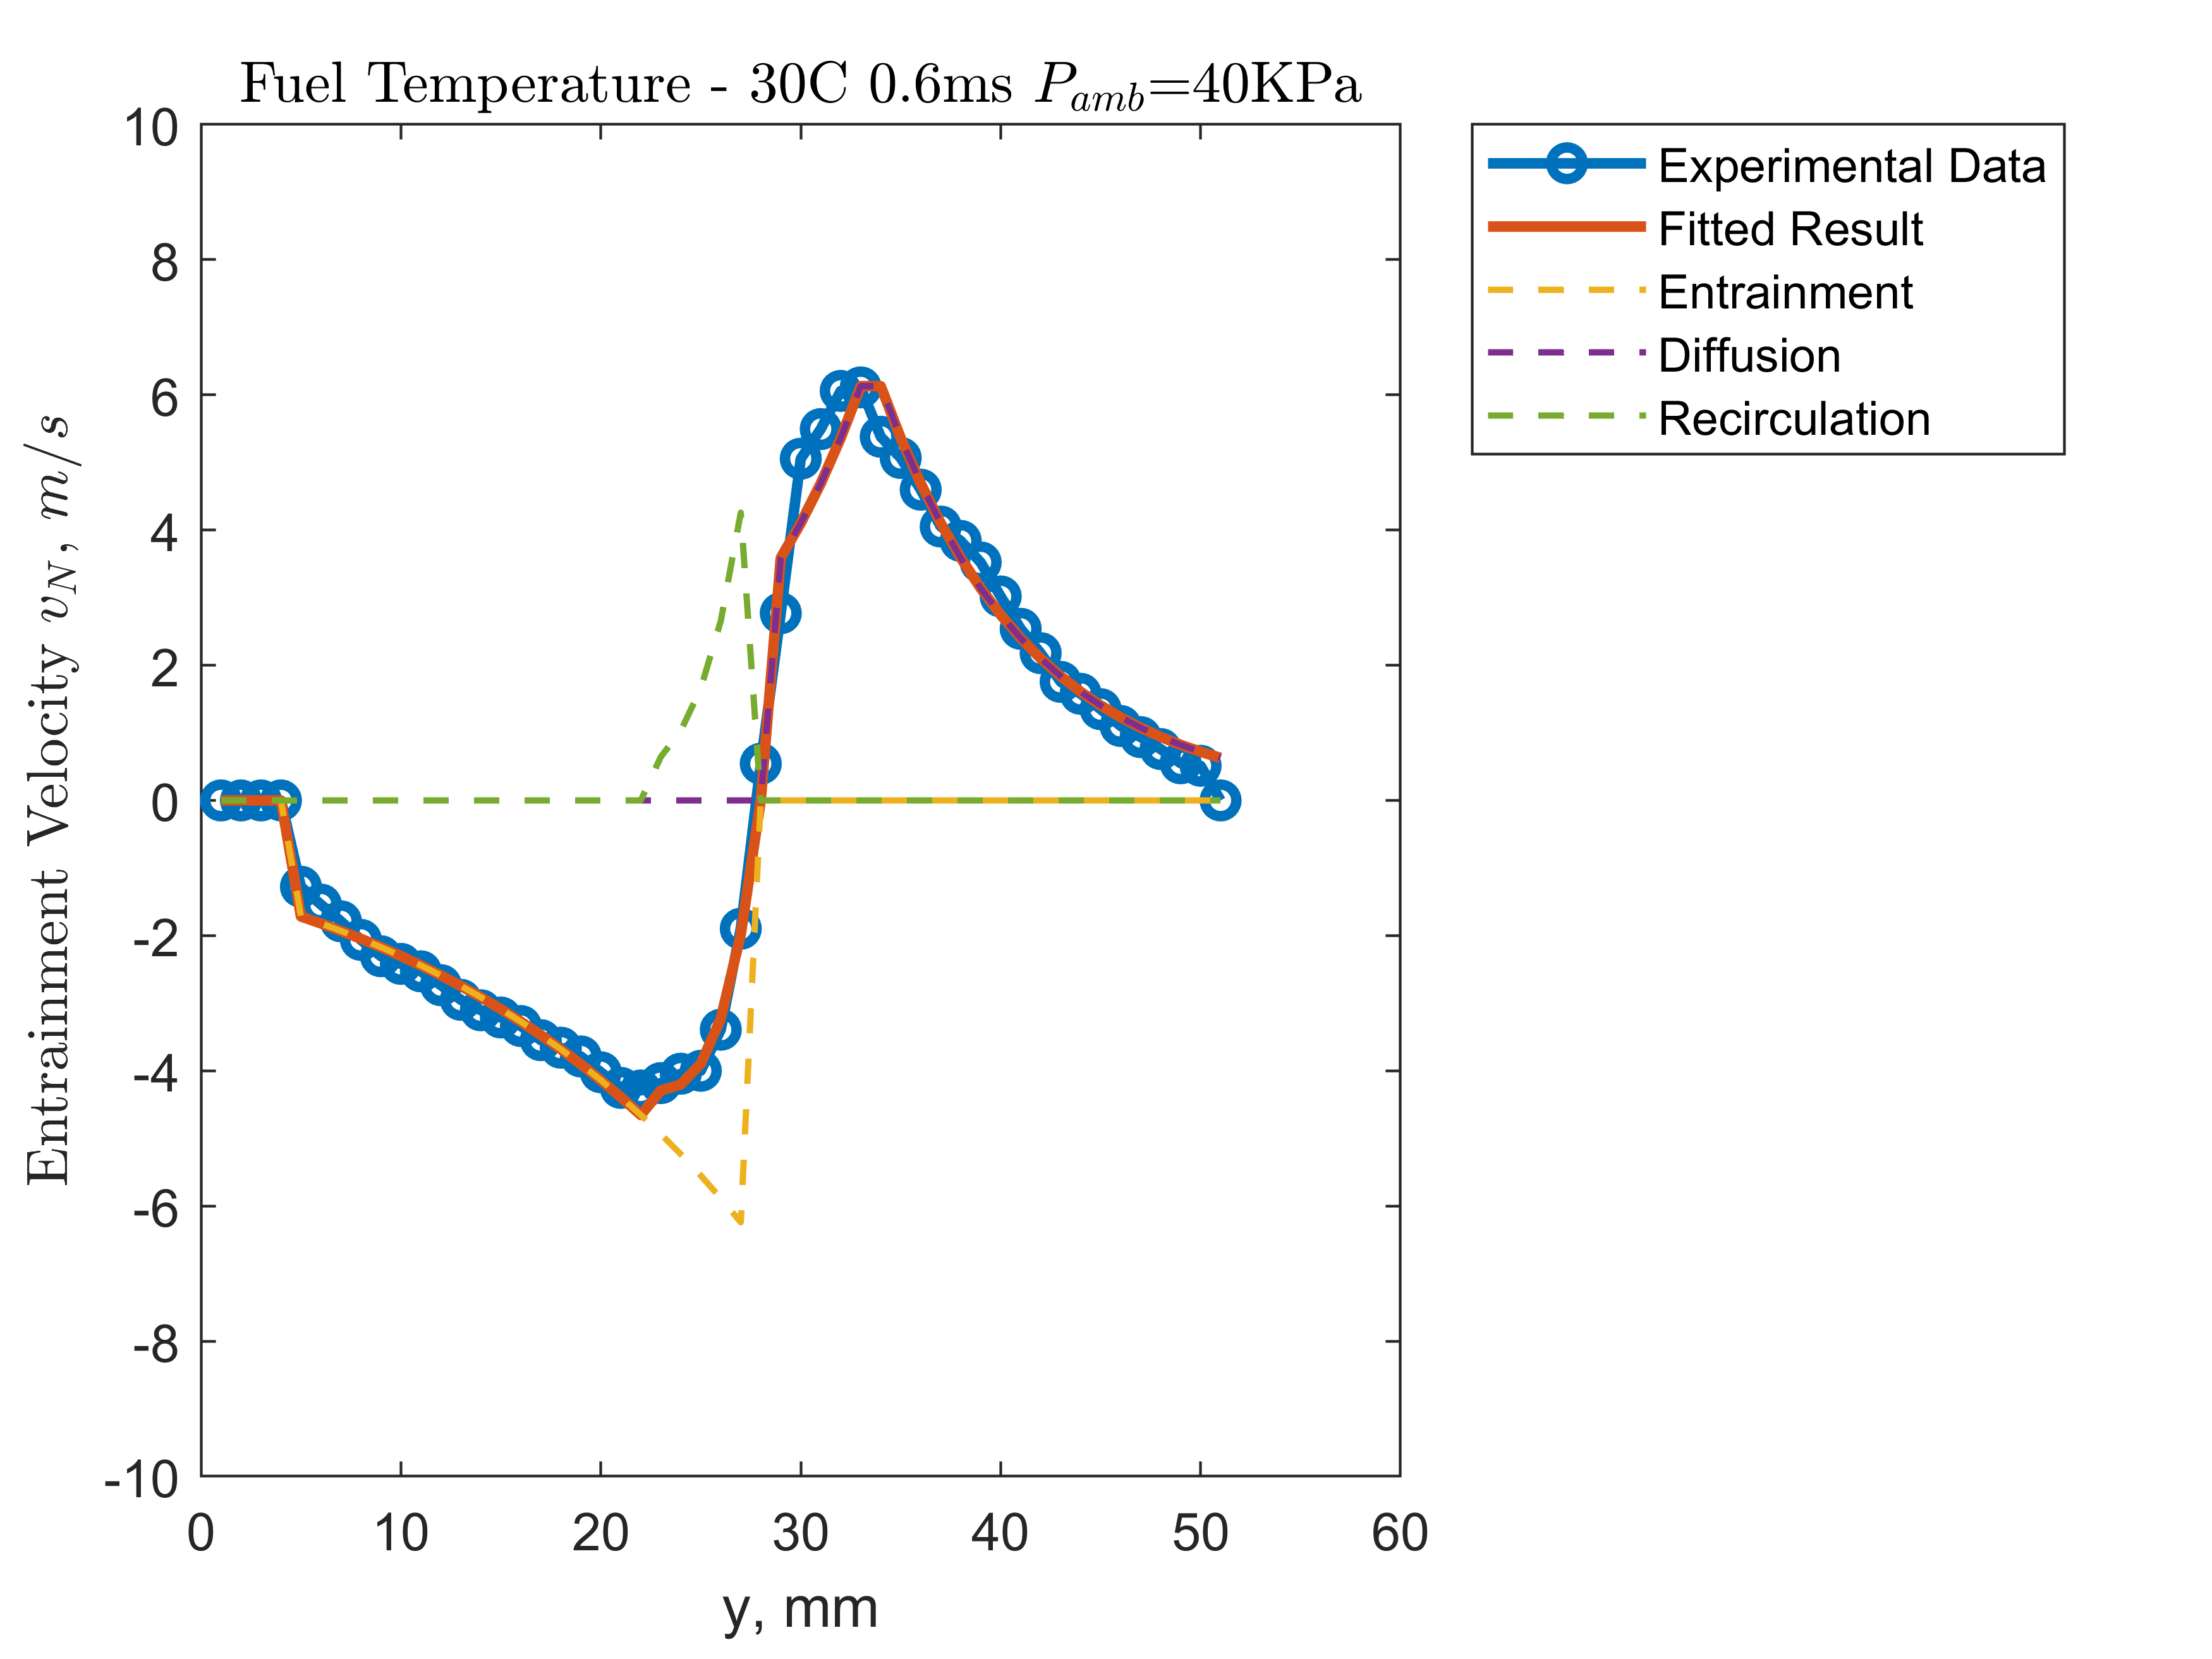 Fuel Temperature - 30C 0.6ms P_amb=40KPa
Experimental Data
Fitted Result
Entrainment
Diffusion
Recirculation
Entrainment Velocity v_N, m/s
10
8
6
4
2
0
-2
-4
-6
-8
-10
0 10 20 30 40 50 60
y, mm